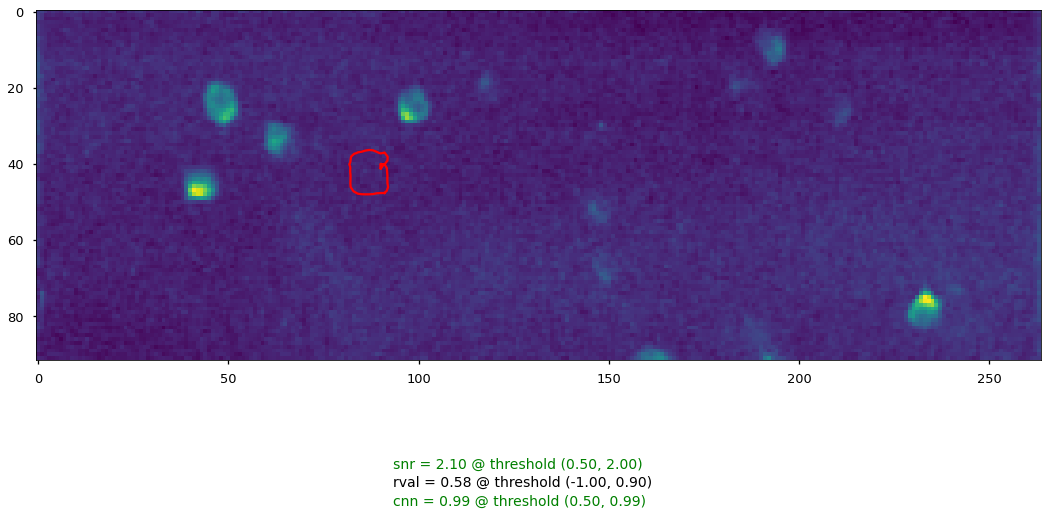 0
20
40
60
80
0 50 100 150 200 250
snr = 2.10 @ threshold (0.50, 2.00)
rval = 0.58 @ threshold (-1.00, 0.90)
cnn = 0.99 @ threshold (0.50, 0.99)